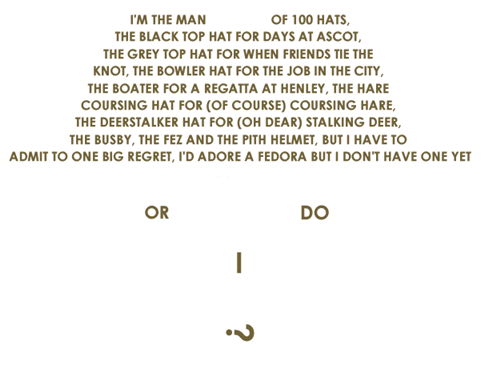 I'M THE MAN OF 100 HATS,
THE BLACK TOP HAT FOR DAYS AT ASCOT,
THE GREY TOP HAT FOR WHEN FRIENDS TIE THE
KNOT, THE BOWLER HAT FOR THE JOB IN THE CITY,
THE BOATER FOR A REGATTA AT HENLEY, THE HARE
COURSING HAT FOR (OF COURSE) COURSING HARE,
THE DEERSTALKER HAT FOR (OH DEAR) STALKING DEER,
THE BUSBY, THE FEZ AND THE PITH HELMET, BUT I HAVE TO
ADMIT TO ONE BIG REGRET, I'D ADORE A FEDORA BUT I DON'T HAVE ONE YET
OR DO
I
?